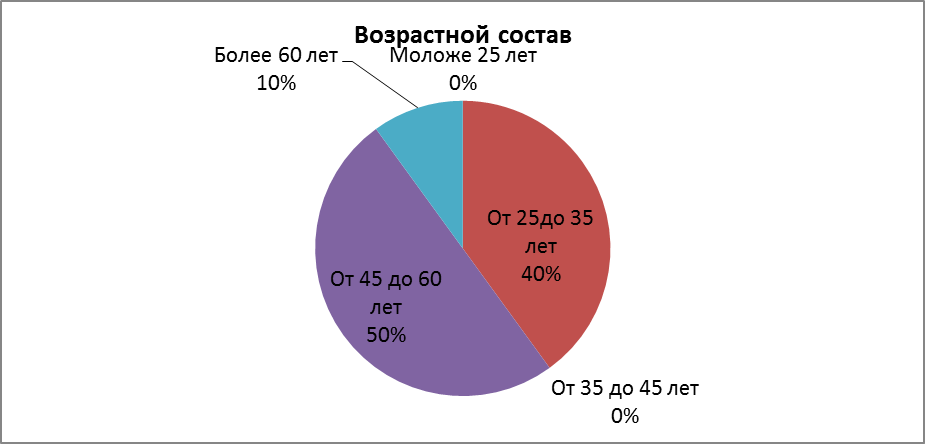 Возрастной состав
Более 60 лет
10%
Моложе 25 лет
0%
От 25до 35
лет
40%
От 45 до 60
лет
50%
От 35 до 45 лет
0%